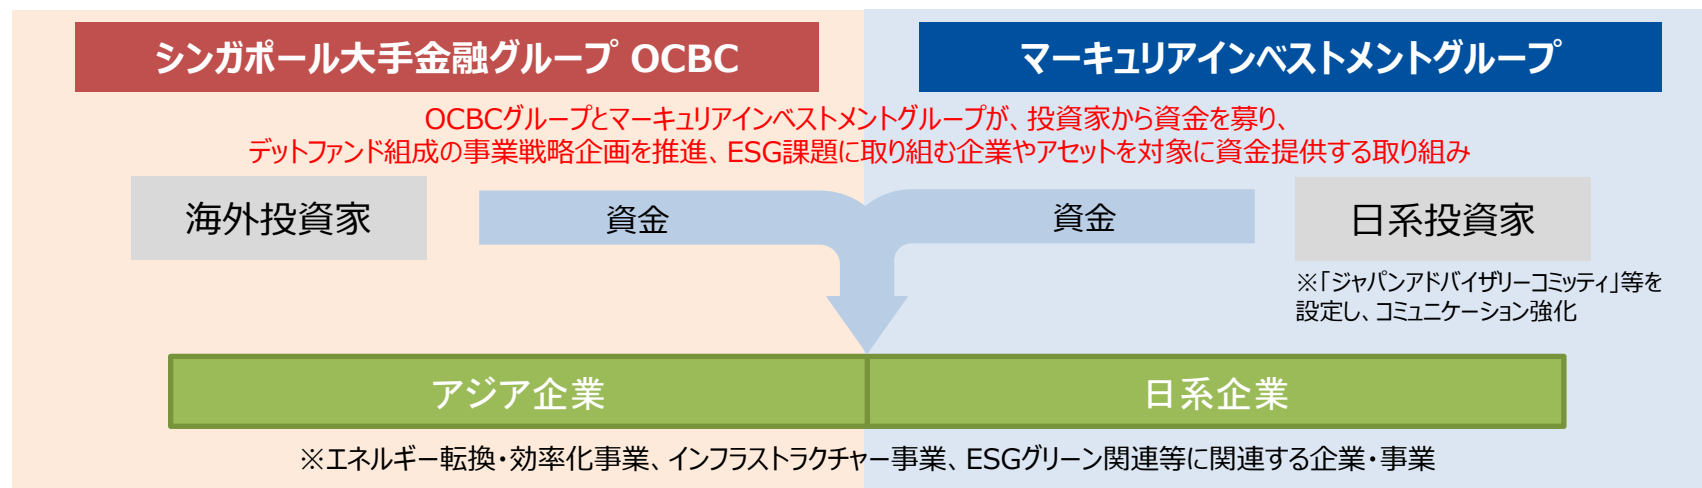 シンガポール大手金融グループ OCBC
マーキュリアインベストメントグループ
OCBCグループとマーキュリアインベストメントグループが、投資家から資金を募り、
デットファンド組成の事業戦略企画を推進、ESG課題に取り組む企業やアセットを対象に資金提供する取り組み
海外投資家
資金
資金
日系投資家
※「ジャパンアドバイザリーコミッティ」等を
設定し、コミュニケーション強化
アジア企業
日系企業
※エネルギー転換・効率化事業、インフラストラクチャー事業、ESGグリーン関連等に関連する企業・事業